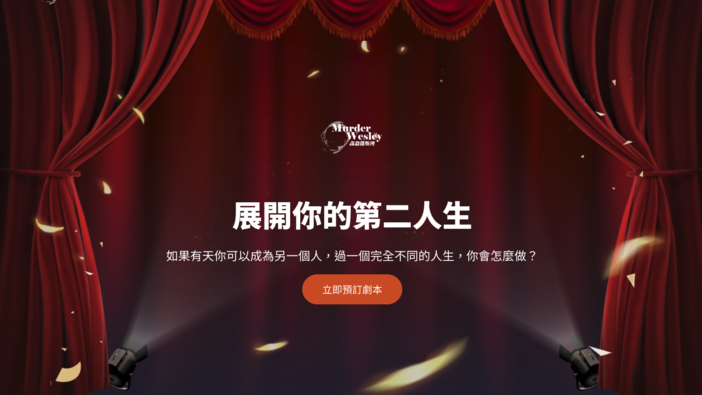 Murder
Wesley
展開你的第二人生
如果有天你可以成為另一個人，過一個完全不同的人生，你會怎麼做？
立即預訂劇本